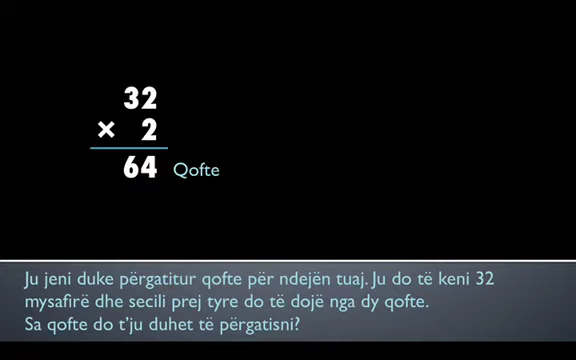 32
× 2
64 Qofte
Ju jeni duke përgatitur qofte për ndejën tuaj. Ju do të keni 32
mysafirë dhe secili prej tyre do të dojë nga dy qofte.
Sa qofte do t'ju duhet të përgatisni?